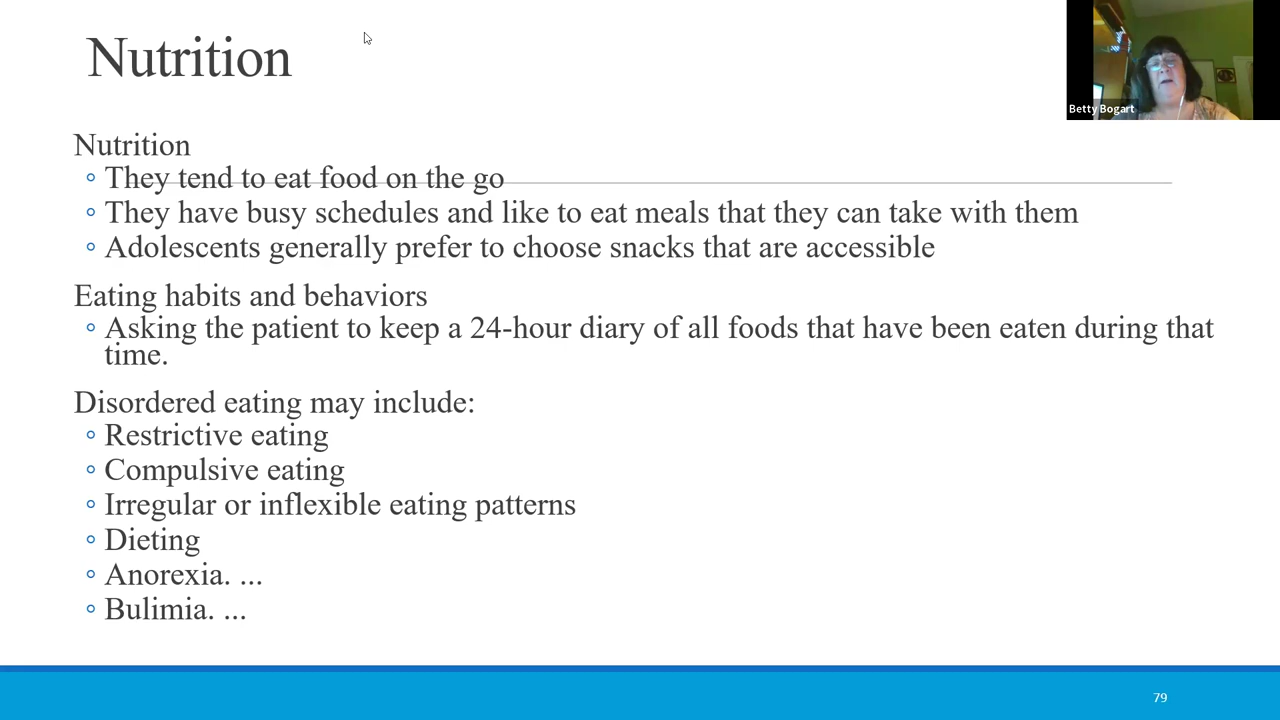 Nutrition
Betty Bogart
Nutrition
◦ They tend to eat food on the go
◦ They have busy schedules and like to eat meals that they can take with them
◦ Adolescents generally prefer to choose snacks that are accessible
Eating habits and behaviors
◦ Asking the patient to keep a 24-hour diary of all foods that have been eaten during that
time.
Disordered eating may include:
◦ Restrictive eating
◦ Compulsive eating
◦ Irregular or inflexible eating patterns
◦ Dieting
◦ Anorexia. ...
◦ Bulimia. ...
79